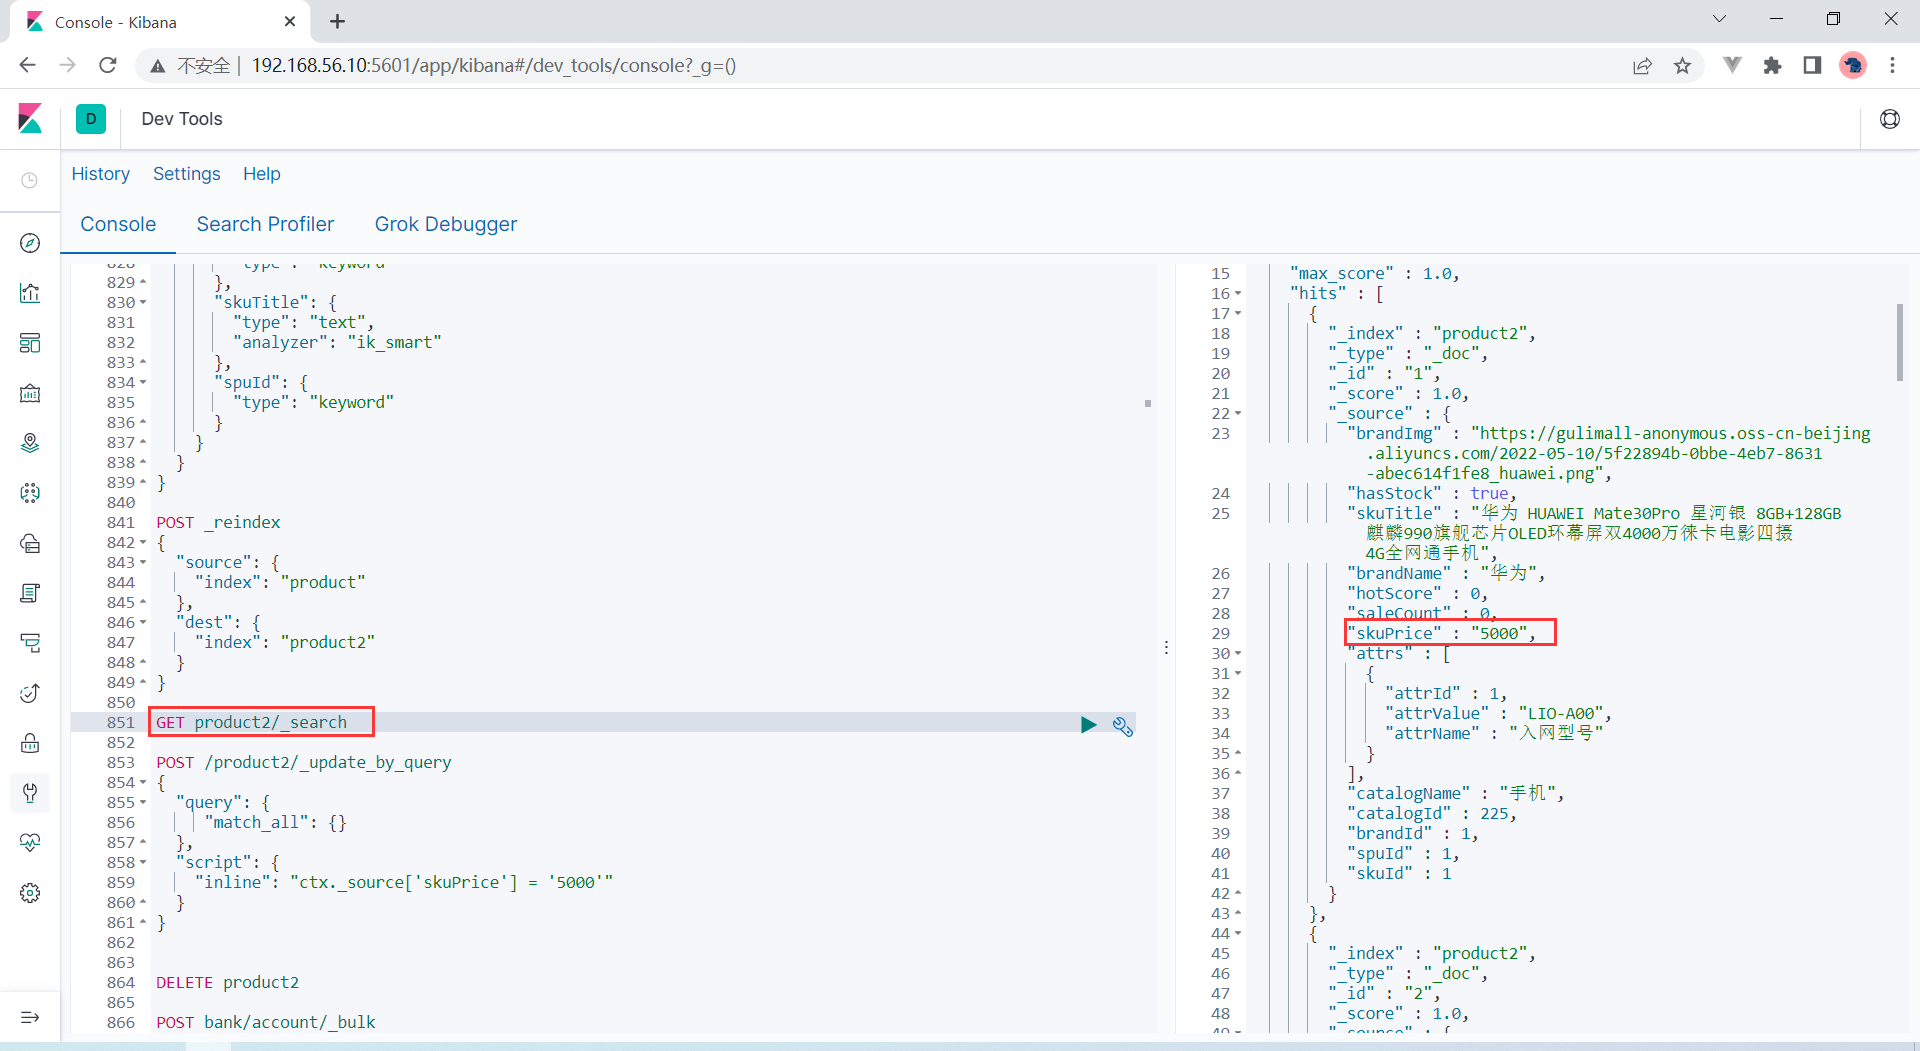 Console - Kibana
不安全 | 192.168.56.10:5601/app/kibana#/dev_tools/console?_g=()
D
Dev Tools
History Settings Help
Console Search Profiler Grok Debugger
828 "type": "keyword"
829 },
830 "skuTitle": {
831 "type": "text",
832 "analyzer": "ik_smart"
833 },
834 "spuId": {
835 "type": "keyword"
836 }
837 }
838 }
839 }
840
841 POST _reindex
842 {
843 "source": {
844 "index": "product"
845 },
846 "dest": {
847 "index": "product2"
848 }
849 }
850
851 GET product2/_search
852
853 POST /product2/_update_by_query
854 {
855 "query": {
856 "match_all": {}
857 },
858 "script": {
859 "inline": "ctx._source['skuPrice'] = '5000'"
860 }
861 }
862
863
864 DELETE product2
865
866 POST bank/account/_bulk
15 "max_score" : 1.0,
16 "hits" : [
17 {
18 "_index" : "product2",
19 "_type" : "_doc",
20 "_id" : "1",
21 "_score" : 1.0,
22 "_source" : {
23 "brandImg" : "https://gulimall-anonymous.oss-cn-beijing
.aliyuncs.com/2022-05-10/5f22894b-0bbe-4eb7-8631
-abec614f1fe8_huawei.png",
24 "hasStock" : true,
25 "skuTitle" : "华为 HUAWEI Mate30Pro 星河银 8GB+128GB
麒麟990旗舰芯片OLED环幕屏双4000万徕卡电影四摄
4G全网通手机",
26 "brandName" : "华为",
27 "hotScore" : 0,
28 "saleCount" : 0,
29 "skuPrice" : "5000",
30 "attrs" : [
31 {
32 "attrId" : 1,
33 "attrValue" : "LIO-A00",
34 "attrName" : "入网型号"
35 }
36 ],
37 "catalogName" : "手机",
38 "catalogId" : 225,
39 "brandId" : 1,
40 "spuId" : 1,
41 "skuId" : 1
42 }
43 },
44 {
45 "_index" : "product2",
46 "_type" : "_doc",
47 "_id" : "2",
48 "_score" : 1.0,
49 "_source" : {